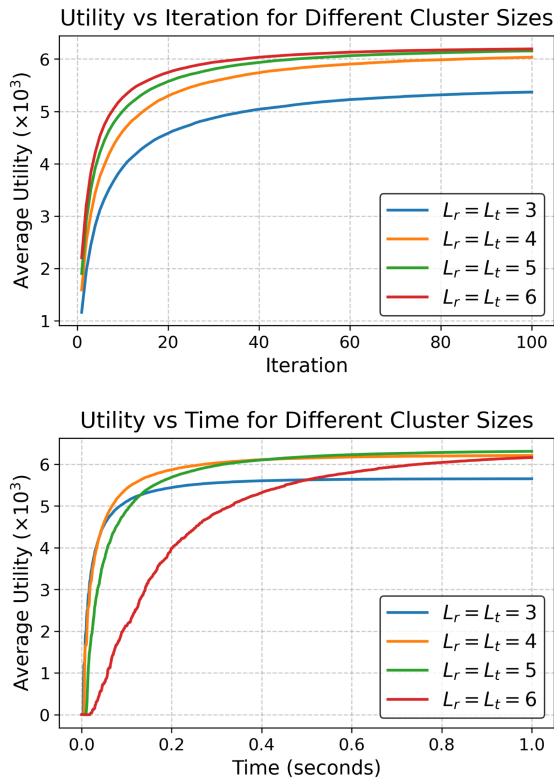 Utility vs Iteration for Different Cluster Sizes
6
5
4
3
2
1
Average Utility (×10³)
L_r = L_t = 3
L_r = L_t = 4
L_r = L_t = 5
L_r = L_t = 6
0 20 40 60 80 100
Iteration
Utility vs Time for Different Cluster Sizes
6
5
4
3
2
1
0
Average Utility (×10³)
L_r = L_t = 3
L_r = L_t = 4
L_r = L_t = 5
L_r = L_t = 6
0.0 0.2 0.4 0.6 0.8 1.0
Time (seconds)